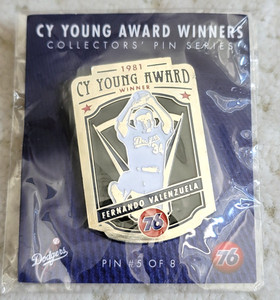 CY YOUNG AWARD WINNERS
COLLECTORS' PIN SERIES
1981
CY YOUNG AWARD
WINNER
34
FERNANDO VALENZUELA
76
Dodgers
76
PIN #5 OF 8